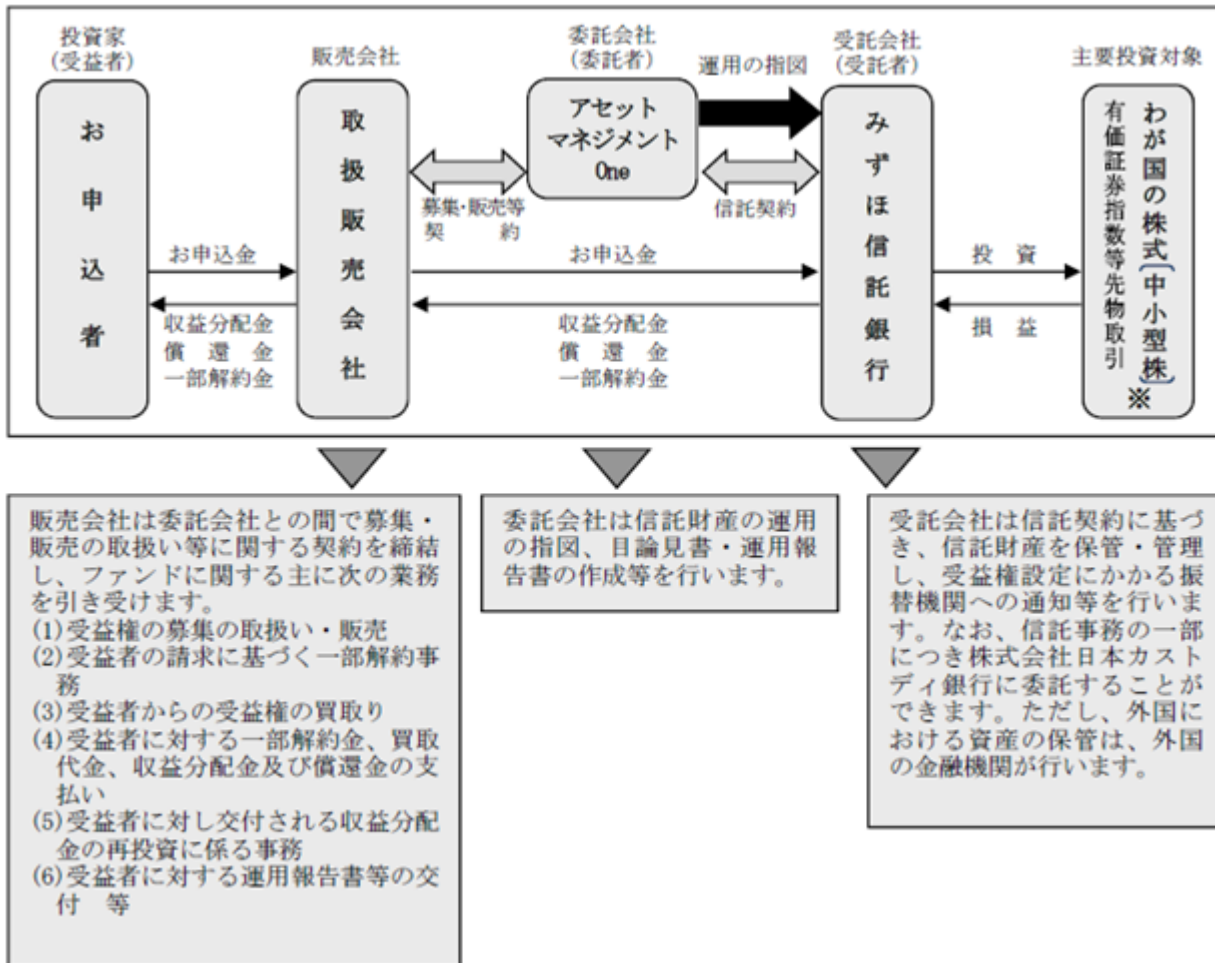 投資家
(受益者)
お申込者
販売会社
取扱販売会社
委託会社
(委託者)
アセット
マネジメント
One
運用の指図
受託会社
(受託者)
みずほ信託銀行
主要投資対象
わが国の株式[中小型株]※
有価証券指数等先物取引
募集・販売等
契　約
信託契約
お申込金
収益分配金
償　還　金
一部解約金
お申込金
収益分配金
償　還　金
一部解約金
投　資
損　益
販売会社は委託会社との間で募集・
販売の取扱い等に関する契約を締結
し、ファンドに関する主に次の業務
を引き受けます。
(1)受益権の募集の取扱い・販売
(2)受益者の請求に基づく一部解約事
務
(3)受益者からの受益権の買取り
(4)受益者に対する一部解約金、買取
代金、収益分配金及び償還金の支
払い
(5)受益者に対し交付される収益分配
金の再投資に係る事務
(6)受益者に対する運用報告書等の交
付　等
委託会社は信託財産の運用
の指図、目論見書・運用報
告書の作成等を行います。
受託会社は信託契約に基づ
き、信託財産を保管・管理
し、受益権設定にかかる振
替機関への通知等を行いま
す。なお、信託事務の一部
につき株式会社日本カスト
ディ銀行に委託することが
できます。ただし、外国に
おける資産の保管は、外国
の金融機関が行います。